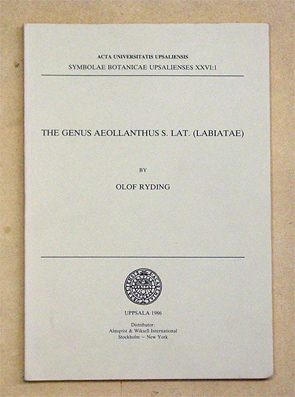 ACTA UNIVERSITATIS UPSALIENSIS
SYMBOLAE BOTANICAE UPSALIENSES XXVI:1
THE GENUS AEOLLANTHUS S. LAT. (LABIATAE)
BY
OLOF RYDING
UPPSALA 1986
Distributor:
Almqvist & Wiksell International
Stockholm – New York